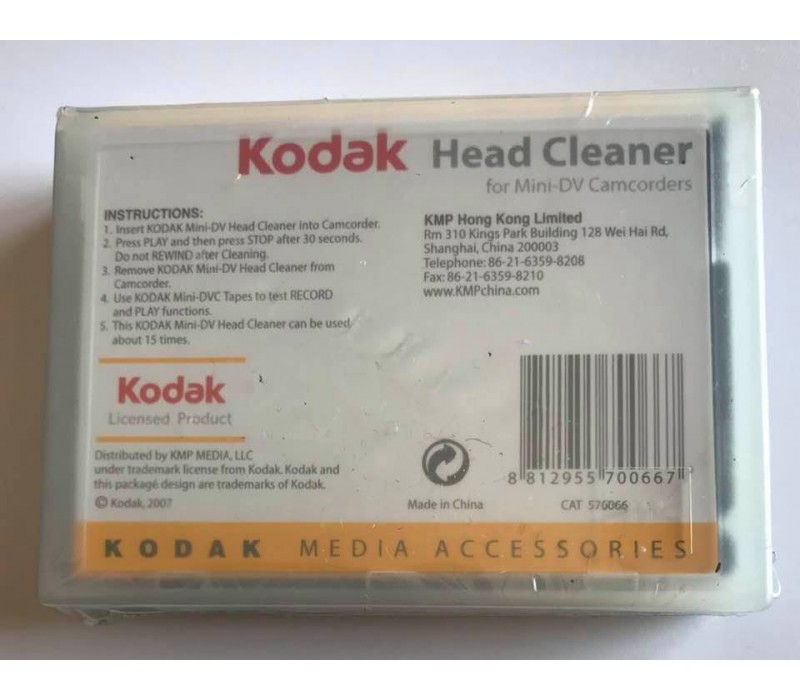 Kodak Head Cleaner
for Mini-DV Camcorders
INSTRUCTIONS:
1. Insert KODAK Mini-DV Head Cleaner into Camcorder.
2. Press PLAY and then press STOP after 30 seconds.
Do not REWIND after Cleaning.
3. Remove KODAK Mini-DV Head Cleaner from
Camcorder.
4. Use KODAK Mini-DVC Tapes to test RECORD
and PLAY functions.
5. This KODAK Mini-DV Head Cleaner can be used
about 15 times.
KMP Hong Kong Limited
Rm 310 Kings Park Building 128 Wei Hai Rd,
Shanghai, China 200003
Telephone: 86-21-6359-8208
Fax: 86-21-6359-8210
www.KMPchina.com
Kodak
Licensed Product
Distributed by KMP MEDIA, LLC
under trademark license from Kodak. Kodak and
this package design are trademarks of Kodak.
© Kodak, 2007
Made in China
8 812955 700667
CAT 576066
KODAK MEDIA ACCESSORIES